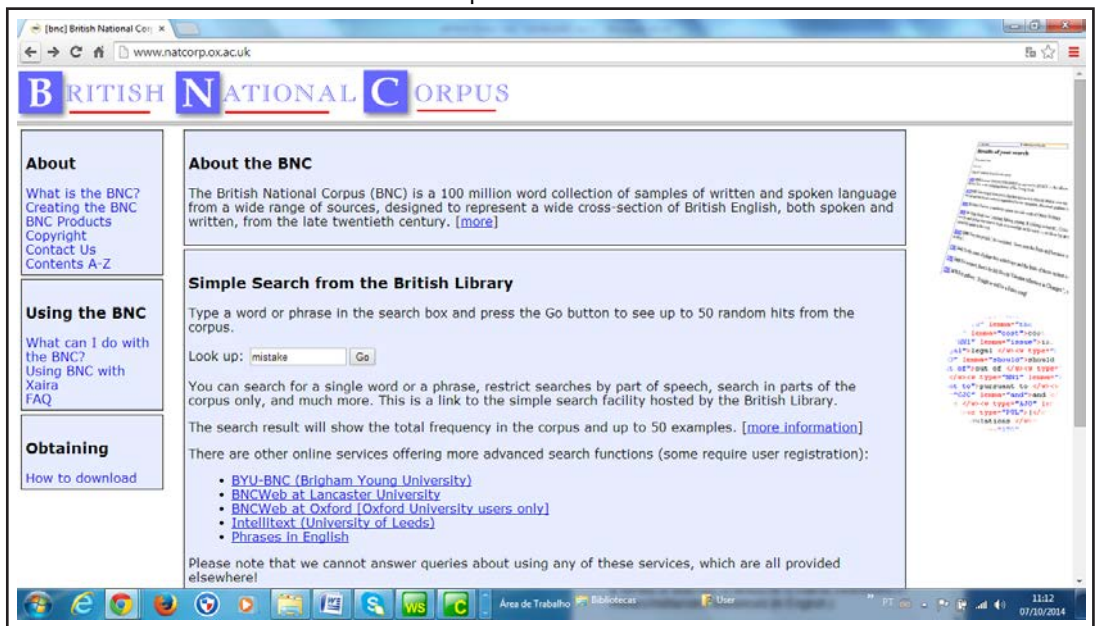 [bnc] British National Cor
www.natcorp.ox.ac.uk
BRITISH NATIONAL CORPUS
About
What is the BNC?
Creating the BNC
BNC Products
Copyright
Contact Us
Contents A-Z
Using the BNC
What can I do with
the BNC?
Using BNC with
Xaira
FAQ
Obtaining
How to download
About the BNC
The British National Corpus (BNC) is a 100 million word collection of samples of written and spoken language
from a wide range of sources, designed to represent a wide cross-section of British English, both spoken and
written, from the late twentieth century. [more]
Simple Search from the British Library
Type a word or phrase in the search box and press the Go button to see up to 50 random hits from the
corpus.
Look up: mistake Go
You can search for a single word or a phrase, restrict searches by part of speech, search in parts of the
corpus only, and much more. This is a link to the simple search facility hosted by the British Library.
The search result will show the total frequency in the corpus and up to 50 examples. [more information]
There are other online services offering more advanced search functions (some require user registration):
• BYU-BNC (Brigham Young University)
• BNCWeb at Lancaster University
• BNCWeb at Oxford [Oxford University users only]
• Intellitext (University of Leeds)
• Phrases in English
Please note that we cannot answer queries about using any of these services, which are all provided
elsewhere!
Results of your search
WS
Área de Trabalho
Bibliotecas
User
PT
11:12
07/10/2014